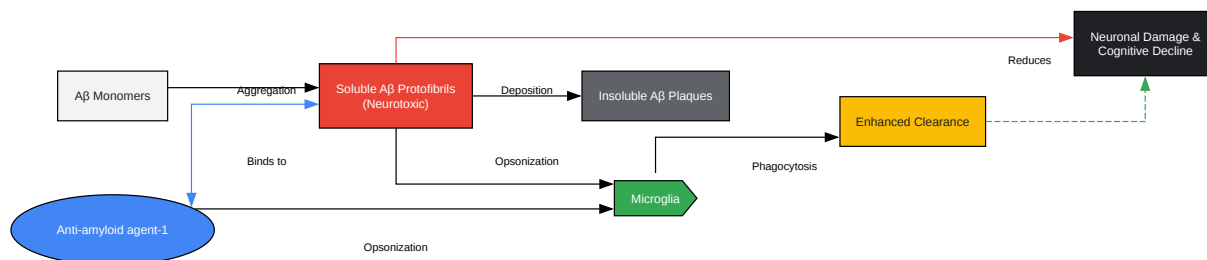 Neuronal Damage &
Cognitive Decline
Reduces
Aβ Monomers
Aggregation
Soluble Aβ Protofibrils
(Neurotoxic)
Deposition
Insoluble Aβ Plaques
Enhanced Clearance
Binds to
Opsonization
Phagocytosis
Microglia
Anti-amyloid agent-1
Opsonization